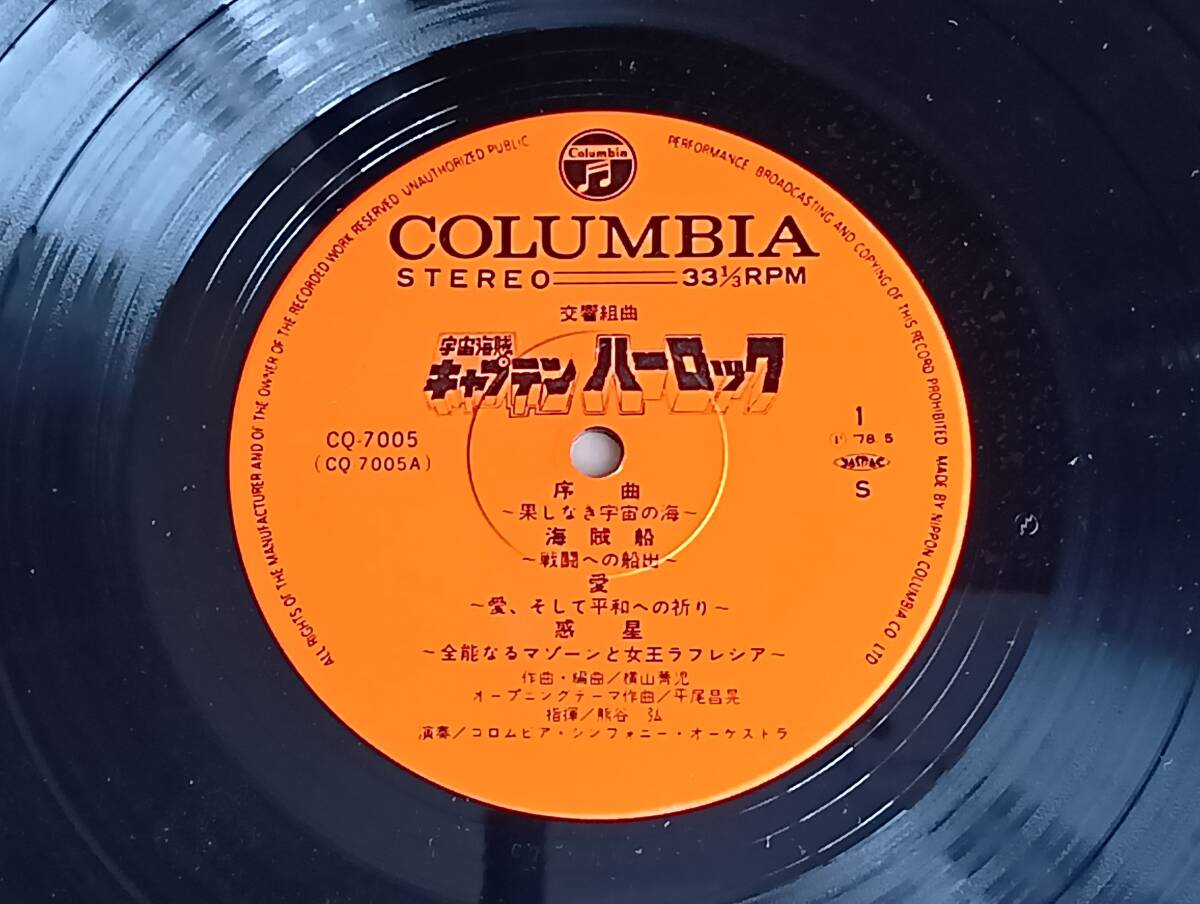 Columbia
ALL RIGHTS OF THE MANUFACTURER AND OF THE OWNER OF THE RECORDED WORK RESERVED UNAUTHORIZED PUBLIC PERFORMANCE BROADCASTING AND COPYING OF THIS RECORD PROHIBITED MADE BY NIPPON COLUMBIA CO LTD
COLUMBIA
STEREO 33⅓RPM
交響組曲
宇宙海賊
キャプテン ハーロック
CQ-7005
(CQ 7005A)
1
Ⓟ 78.5
JASRAC
S
序曲
~果しなき宇宙の海~
海賊船
~戦闘への船出~
愛
~愛、そして平和への祈り~
惑星
~全能なるマゾーンと女王ラフレシア~
作曲・編曲/横山菁児
オープニングテーマ作曲/平尾昌晃
指揮/熊谷 弘
演奏/コロムビア・シンフォニー・オーケストラ